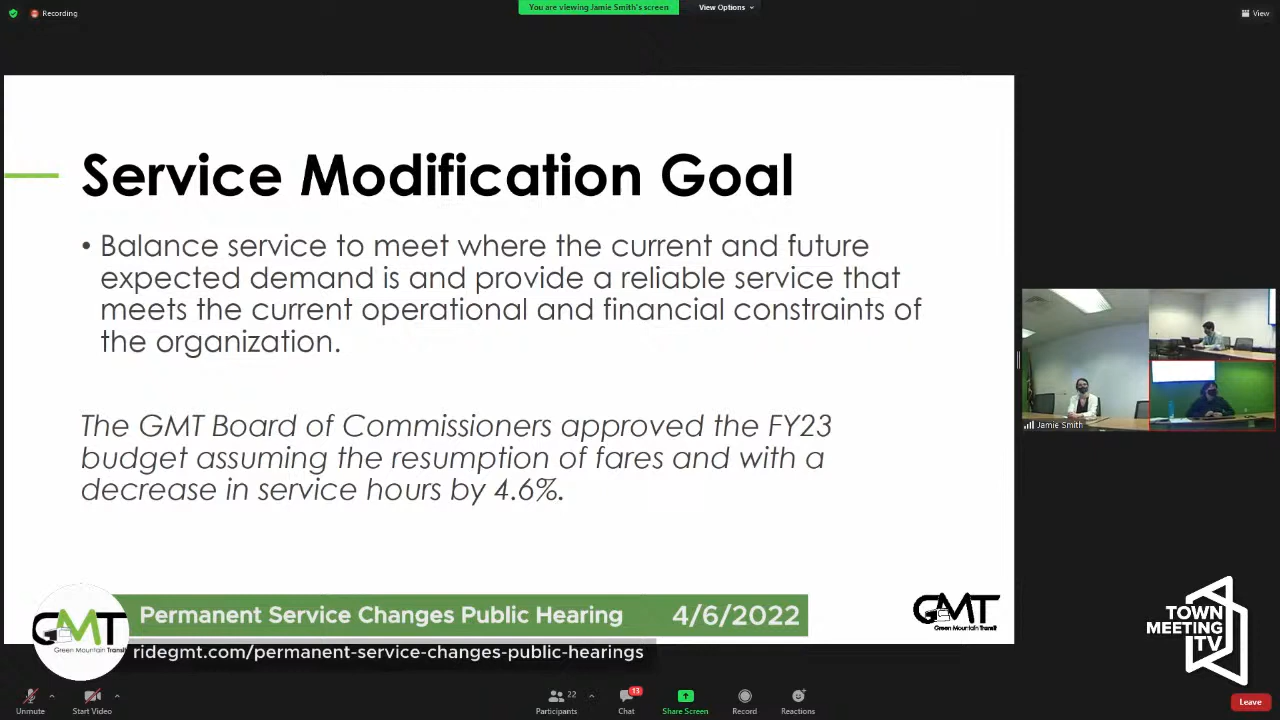 Recording
You are viewing Jamie Smith's screen
View Options
View
Service Modification Goal
• Balance service to meet where the current and future
expected demand is and provide a reliable service that
meets the current operational and financial constraints of
the organization.
The GMT Board of Commissioners approved the FY23
budget assuming the resumption of fares and with a
decrease in service hours by 4.6%.
Jamie Smith
GMT
Green Mountain Transit
Permanent Service Changes Public Hearing 4/6/2022
ridegmt.com/permanent-service-changes-public-hearings
GMT
Green Mountain Transit
TOWN
MEETING
TV
Unmute
Start Video
22
Participants
13
Chat
Share Screen
Record
Reactions
Leave